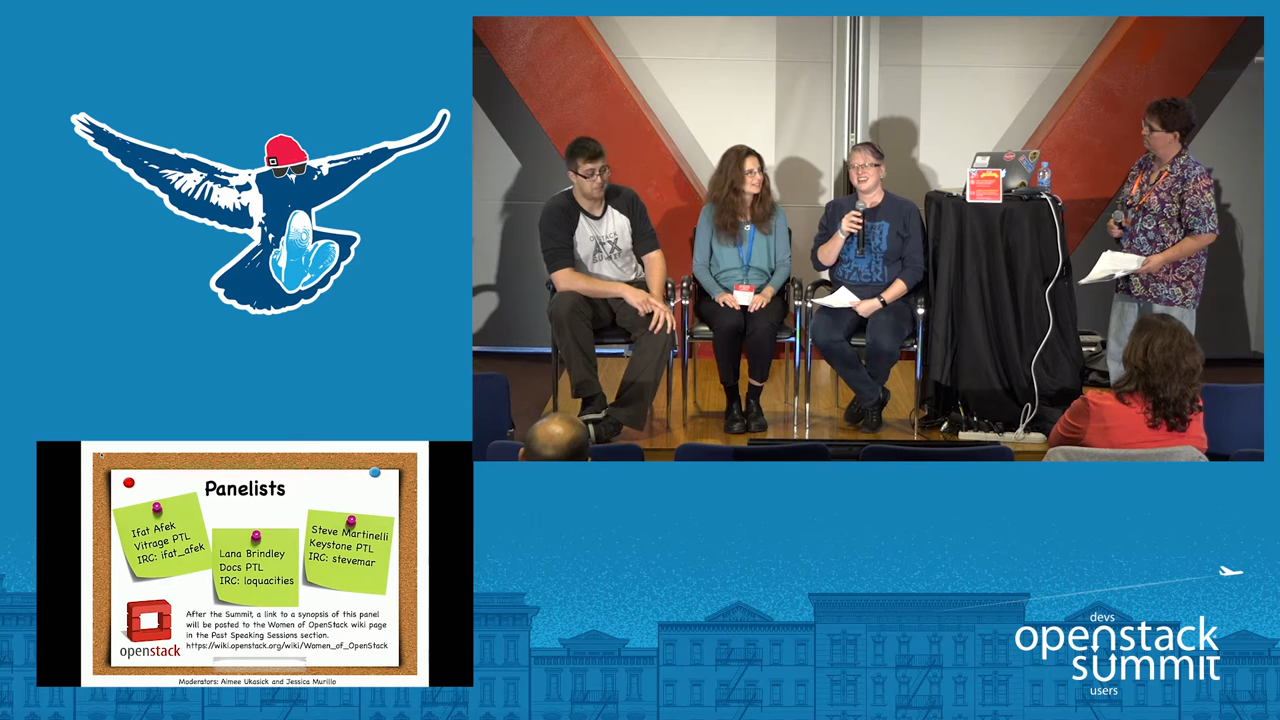 OPENSTACK
SUMMIT
Panelists
Ifat Afek
Vitrage PTL
IRC: ifat_afek
Lana Brindley
Docs PTL
IRC: loquacities
Steve Martinelli
Keystone PTL
IRC: stevemar
After the Summit, a link to a synopsis of this panel
will be posted to the Women of OpenStack wiki page
in the Past Speaking Sessions section.
https://wiki.openstack.org/wiki/Women_of_OpenStack
openstack
Moderators: Aimee Ukasick and Jessica Murillo
devs
openstack
summit
users